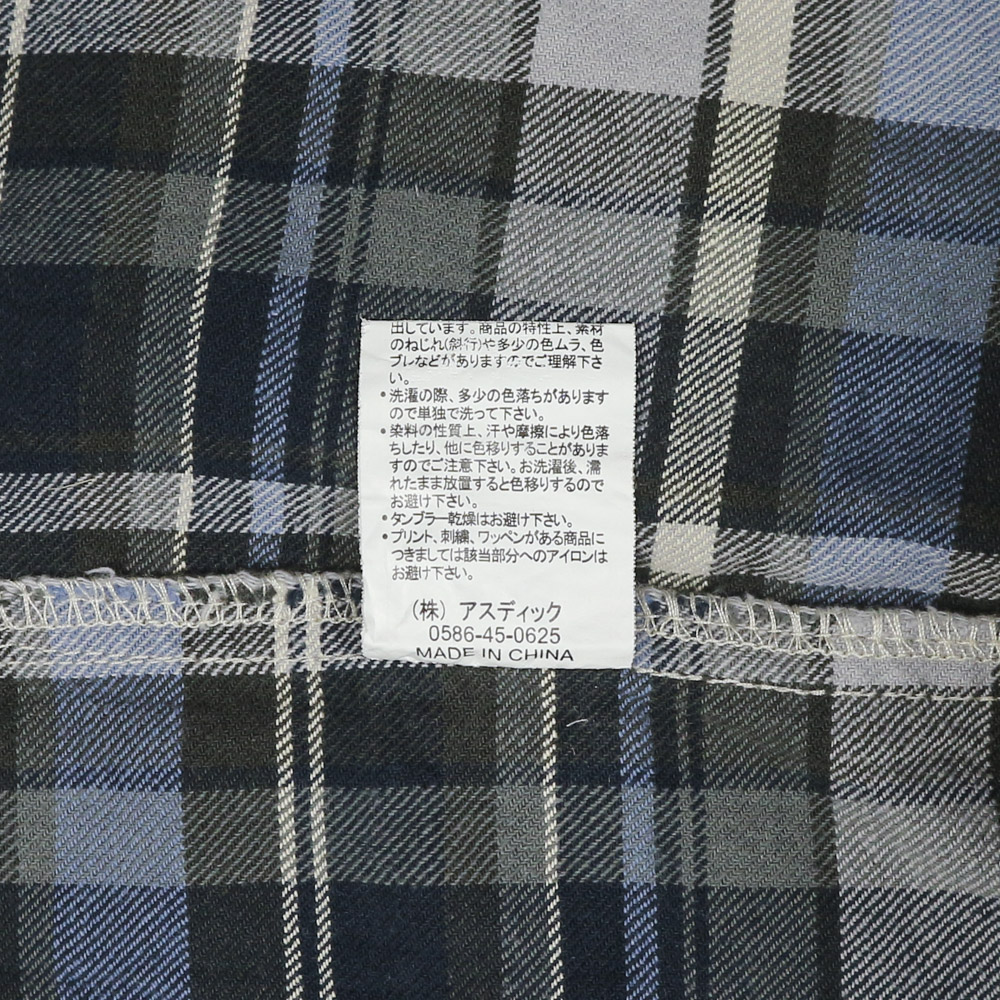 出しています。商品の特性上、素材
のねじれ(斜行)や多少の色ムラ、色
ブレなどがありますのでご理解下さ
い。
•洗濯の際、多少の色落ちがあります
ので単独で洗って下さい。
•染料の性質上、汗や摩擦により色落
ちしたり、他に色移りすることがありま
すのでご注意下さい。お洗濯後、濡
れたまま放置すると色移りするので
お避け下さい。
•タンブラー乾燥はお避け下さい。
•プリント、刺繍、ワッペンがある商品に
つきましては該当部分へのアイロンは
お避け下さい。
(株) アスディック
0586-45-0625
MADE IN CHINA